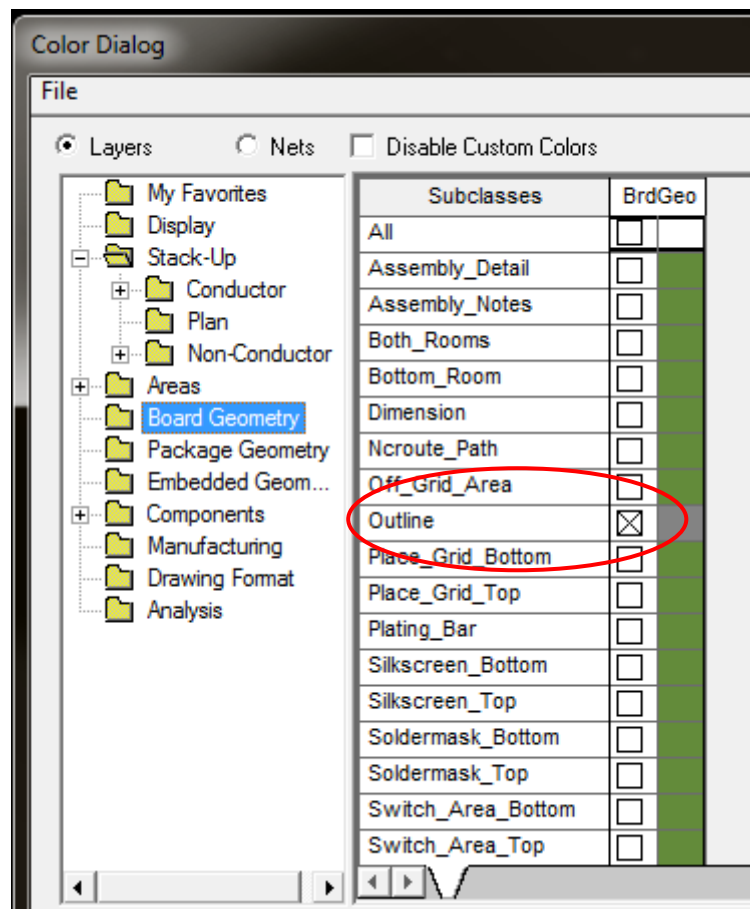 Color Dialog
File
Layers
Nets
Disable Custom Colors
My Favorites
Display
Stack-Up
Conductor
Plan
Non-Conductor
Areas
Board Geometry
Package Geometry
Embedded Geom...
Components
Manufacturing
Drawing Format
Analysis
Subclasses BrdGeo
All
Assembly_Detail
Assembly_Notes
Both_Rooms
Bottom_Room
Dimension
Ncroute_Path
Off_Grid_Area
Outline
Place_Grid_Bottom
Place_Grid_Top
Plating_Bar
Silkscreen_Bottom
Silkscreen_Top
Soldermask_Bottom
Soldermask_Top
Switch_Area_Bottom
Switch_Area_Top